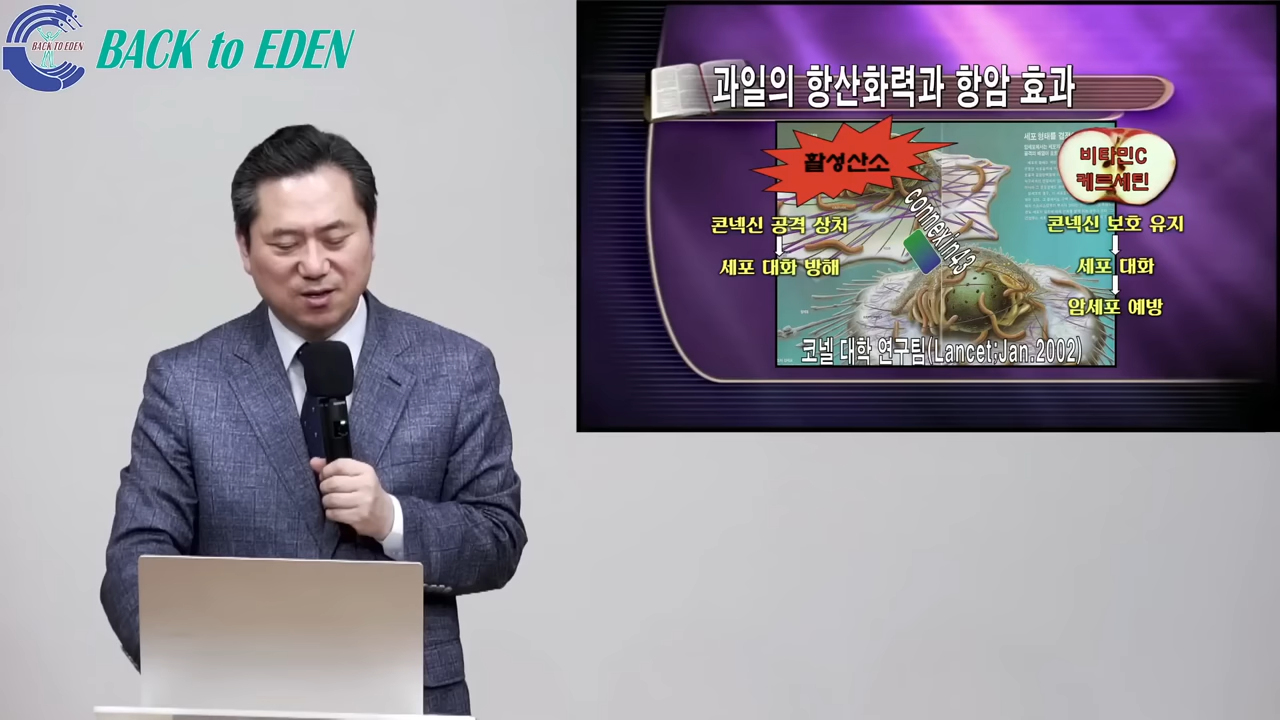 BACK TO EDEN
BACK to EDEN
과일의 항산화력과 항암 효과
활성산소
비타민C
케르세틴
connexin43
콘넥신 공격 상처
세포 대화 방해
콘넥신 보호 유지
세포 대화
암세포 예방
코넬 대학 연구팀(Lancet;Jan.2002)